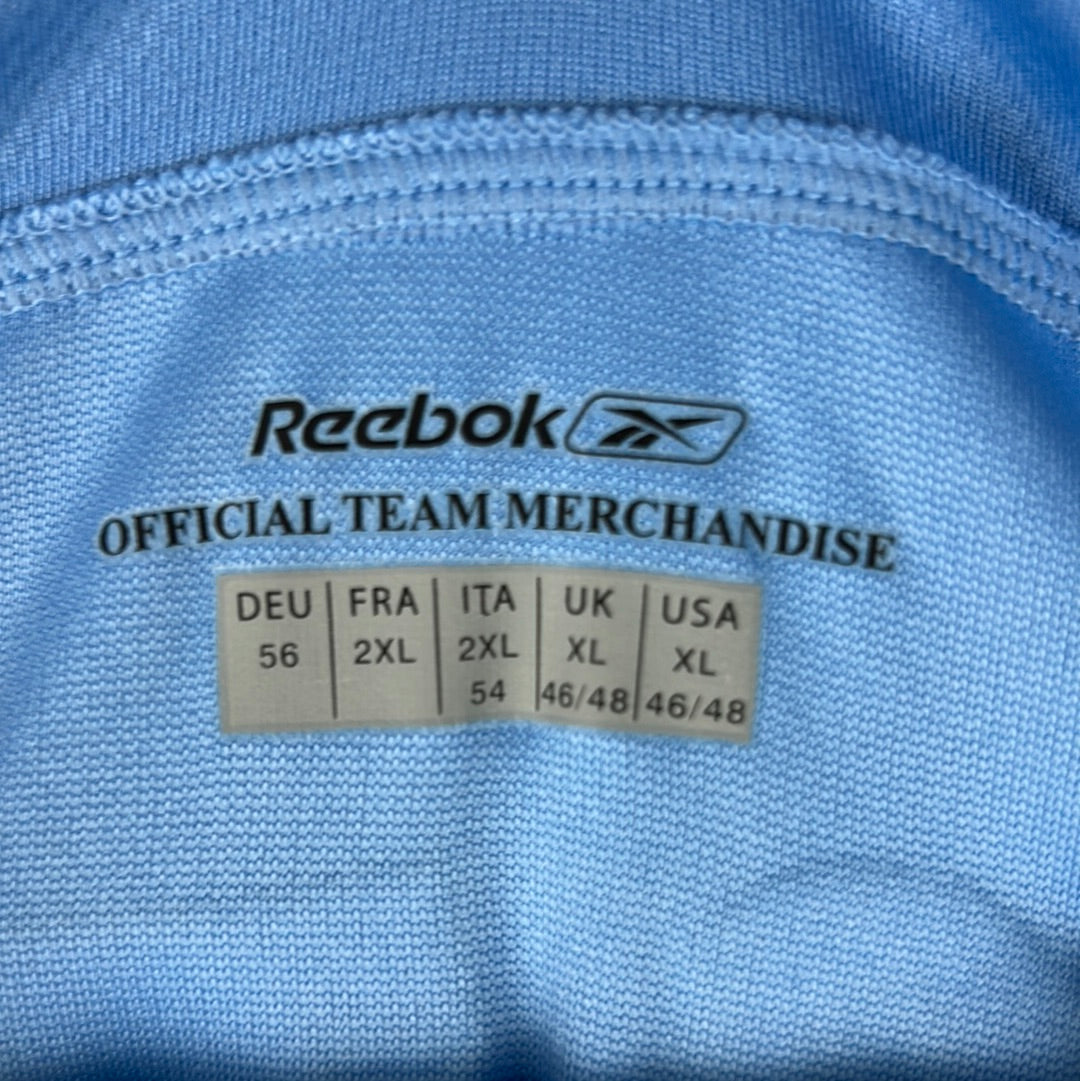 Reebok
OFFICIAL TEAM MERCHANDISE
DEU FRA ITA UK USA
56 2XL 2XL XL XL
54 46/48 46/48